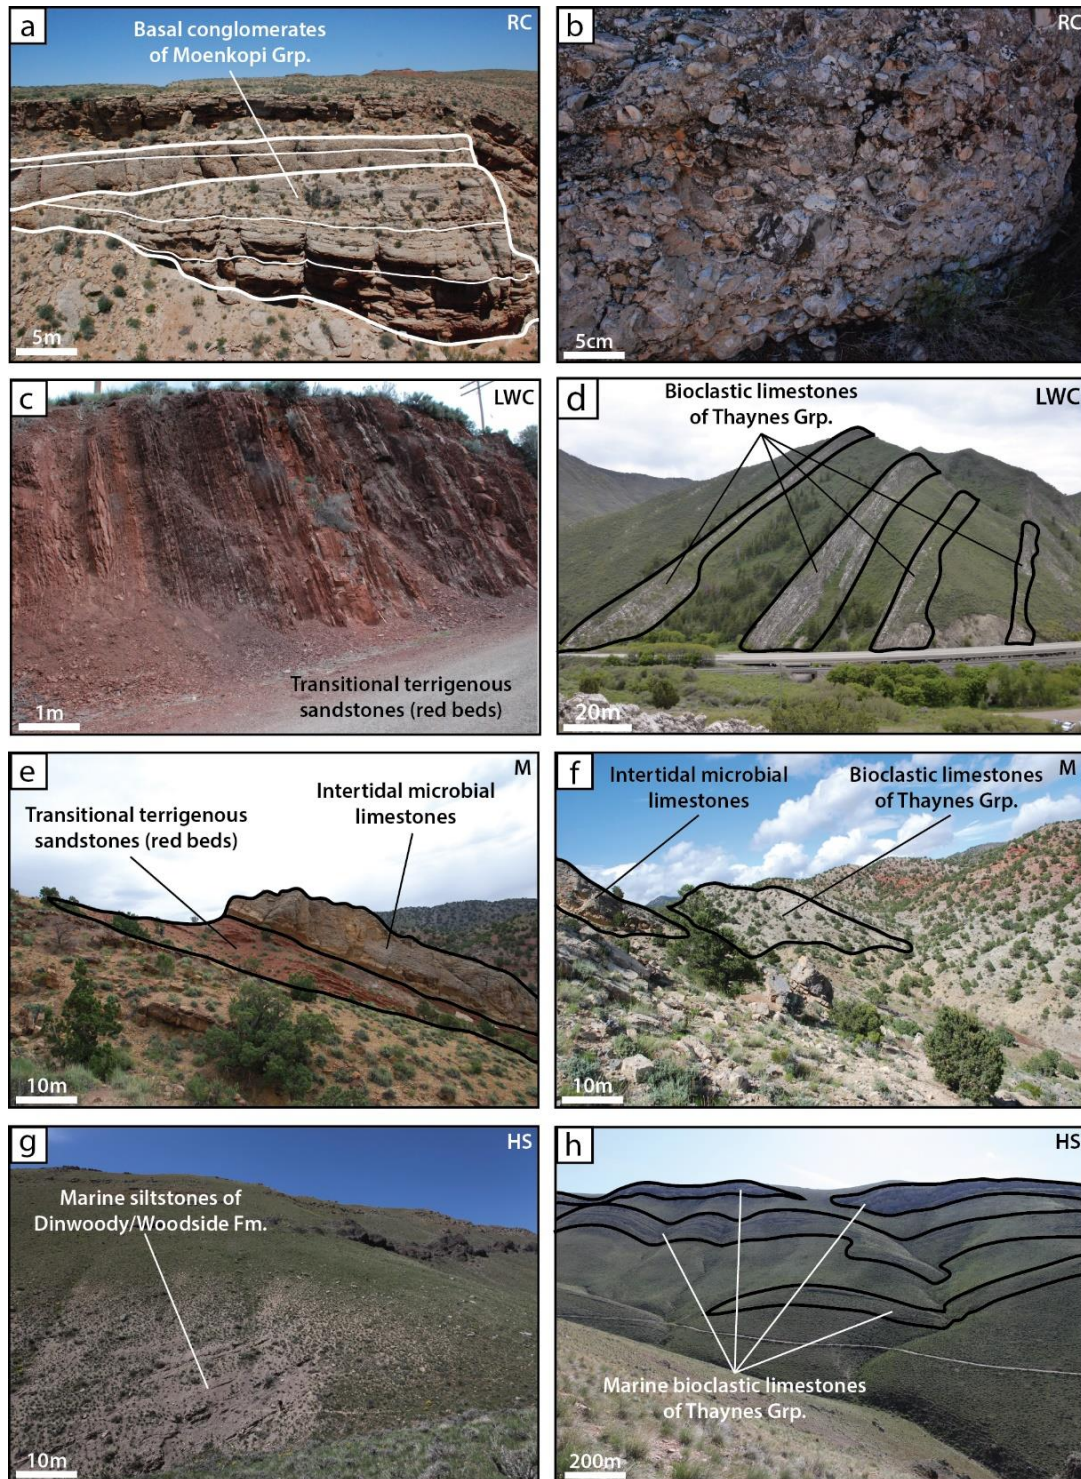 a
RC
Basal conglomerates
of Moenkopi Grp.
5m
b
RC
5cm
c
LWC
Transitional terrigenous
sandstones (red beds)
1m
d
LWC
Bioclastic limestones
of Thaynes Grp.
20m
e
M
Transitional terrigenous
sandstones (red beds)
Intertidal microbial
limestones
10m
f
M
Intertidal microbial
limestones
Bioclastic limestones
of Thaynes Grp.
10m
g
HS
Marine siltstones of
Dinwoody/Woodside Fm.
10m
h
HS
Marine bioclastic limestones
of Thaynes Grp.
200m